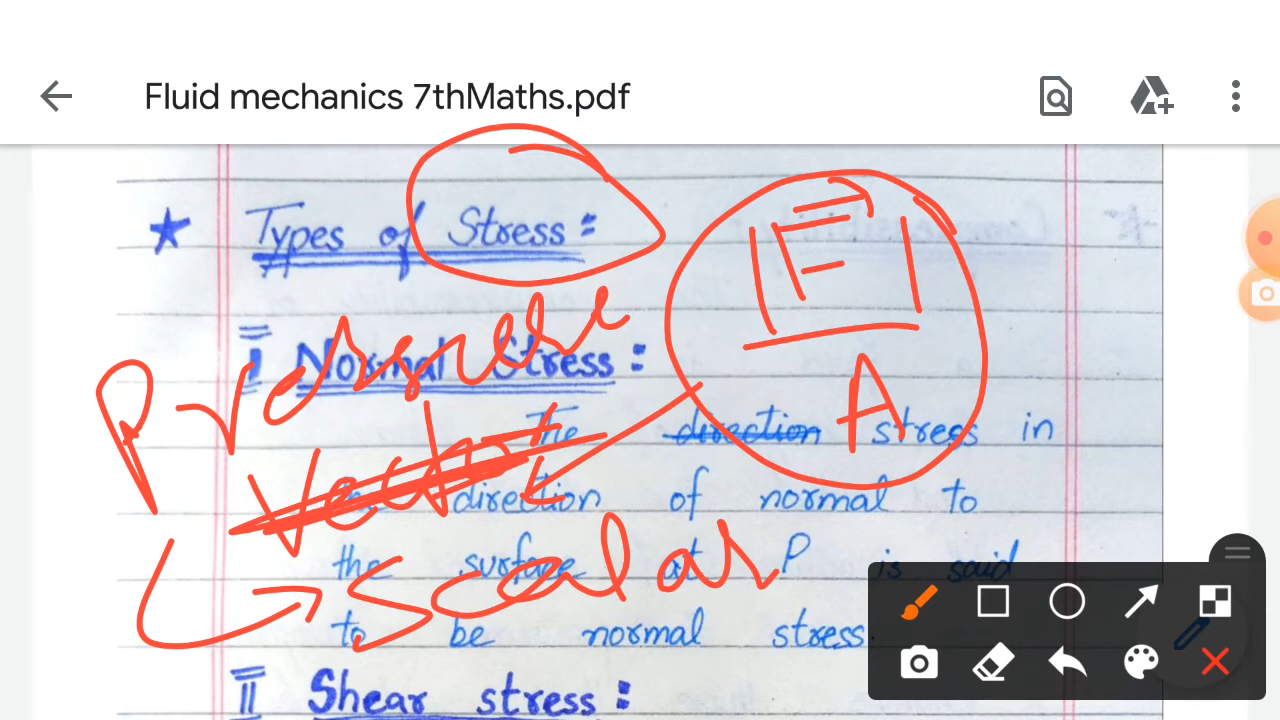 Fluid mechanics 7thMaths.pdf
Types of Stress:
|F|
A
I Normal Stress:
Pressure
The direction stress in
Vector
the direction of normal to
the surface at P is said
Scalar
to be normal stress.
II Shear stress: